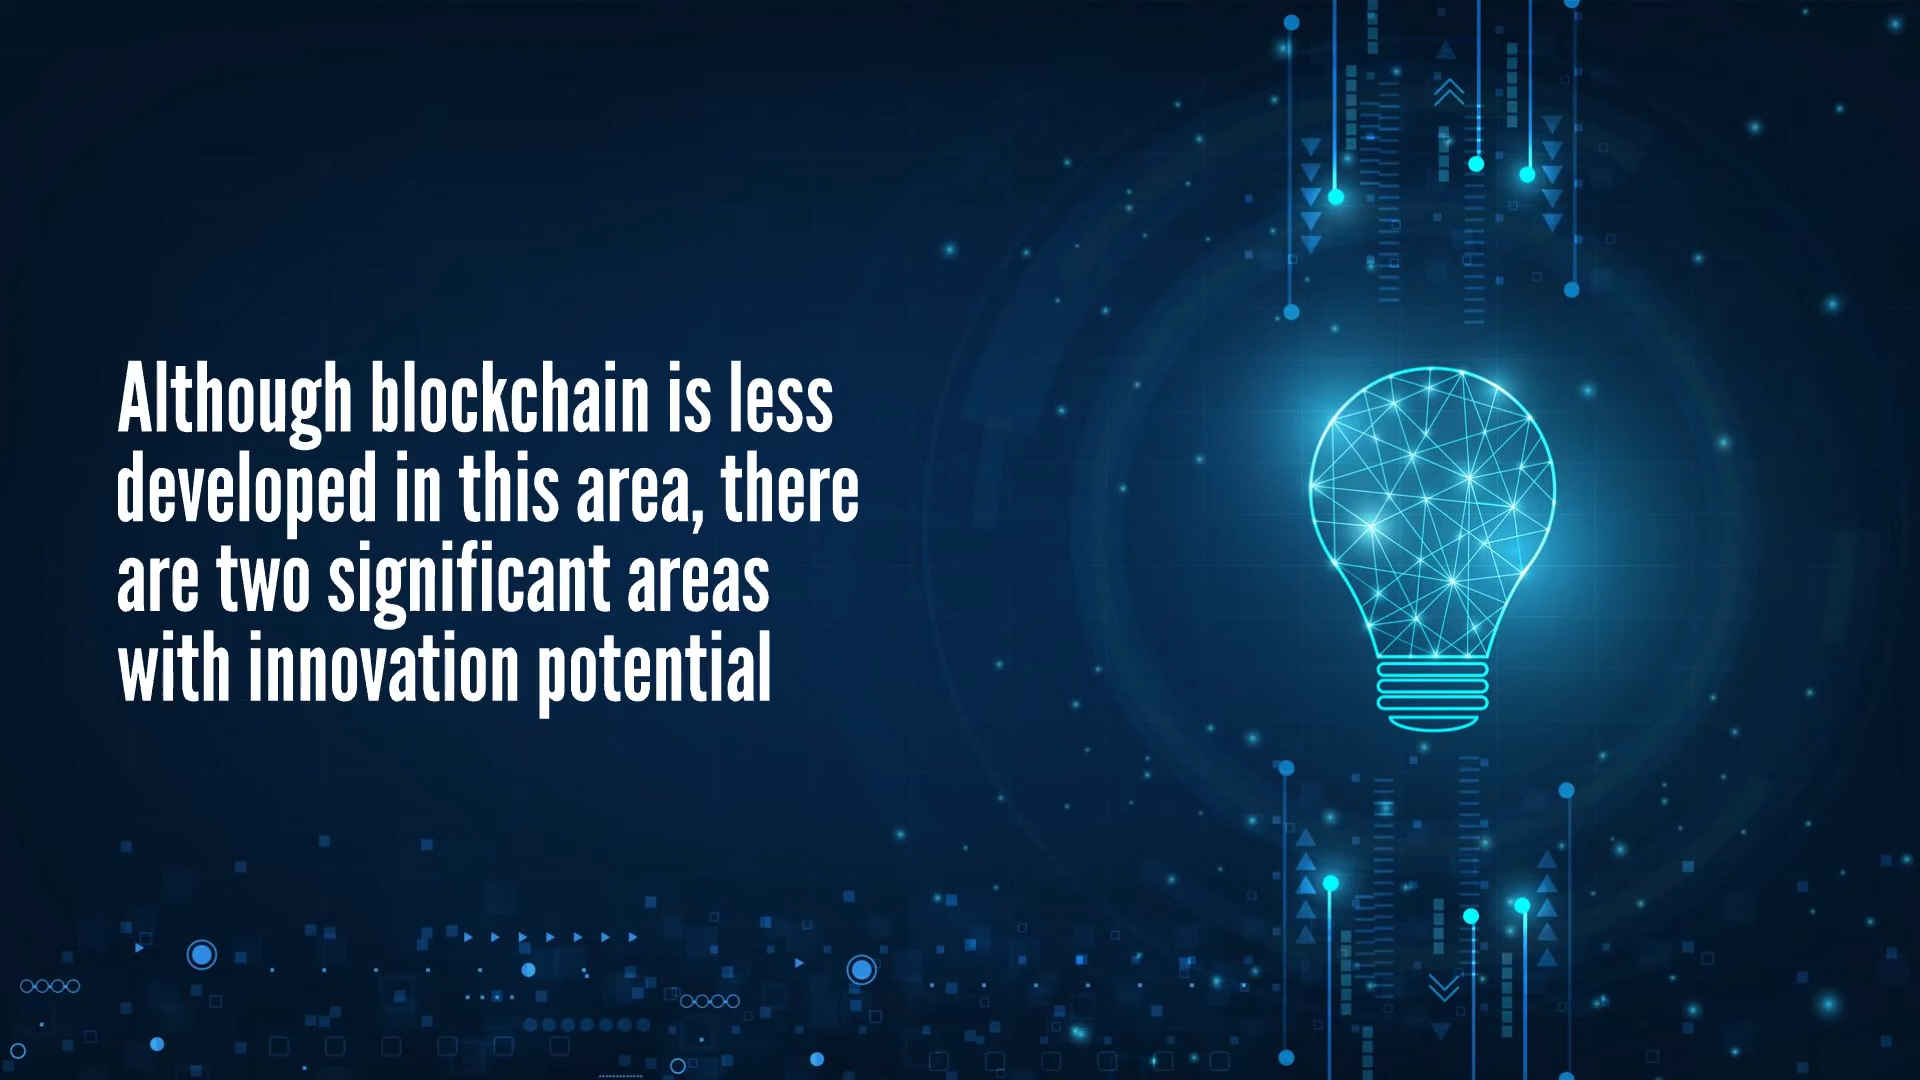 Although blockchain is less
developed in this area, there
are two significant areas
with innovation potential